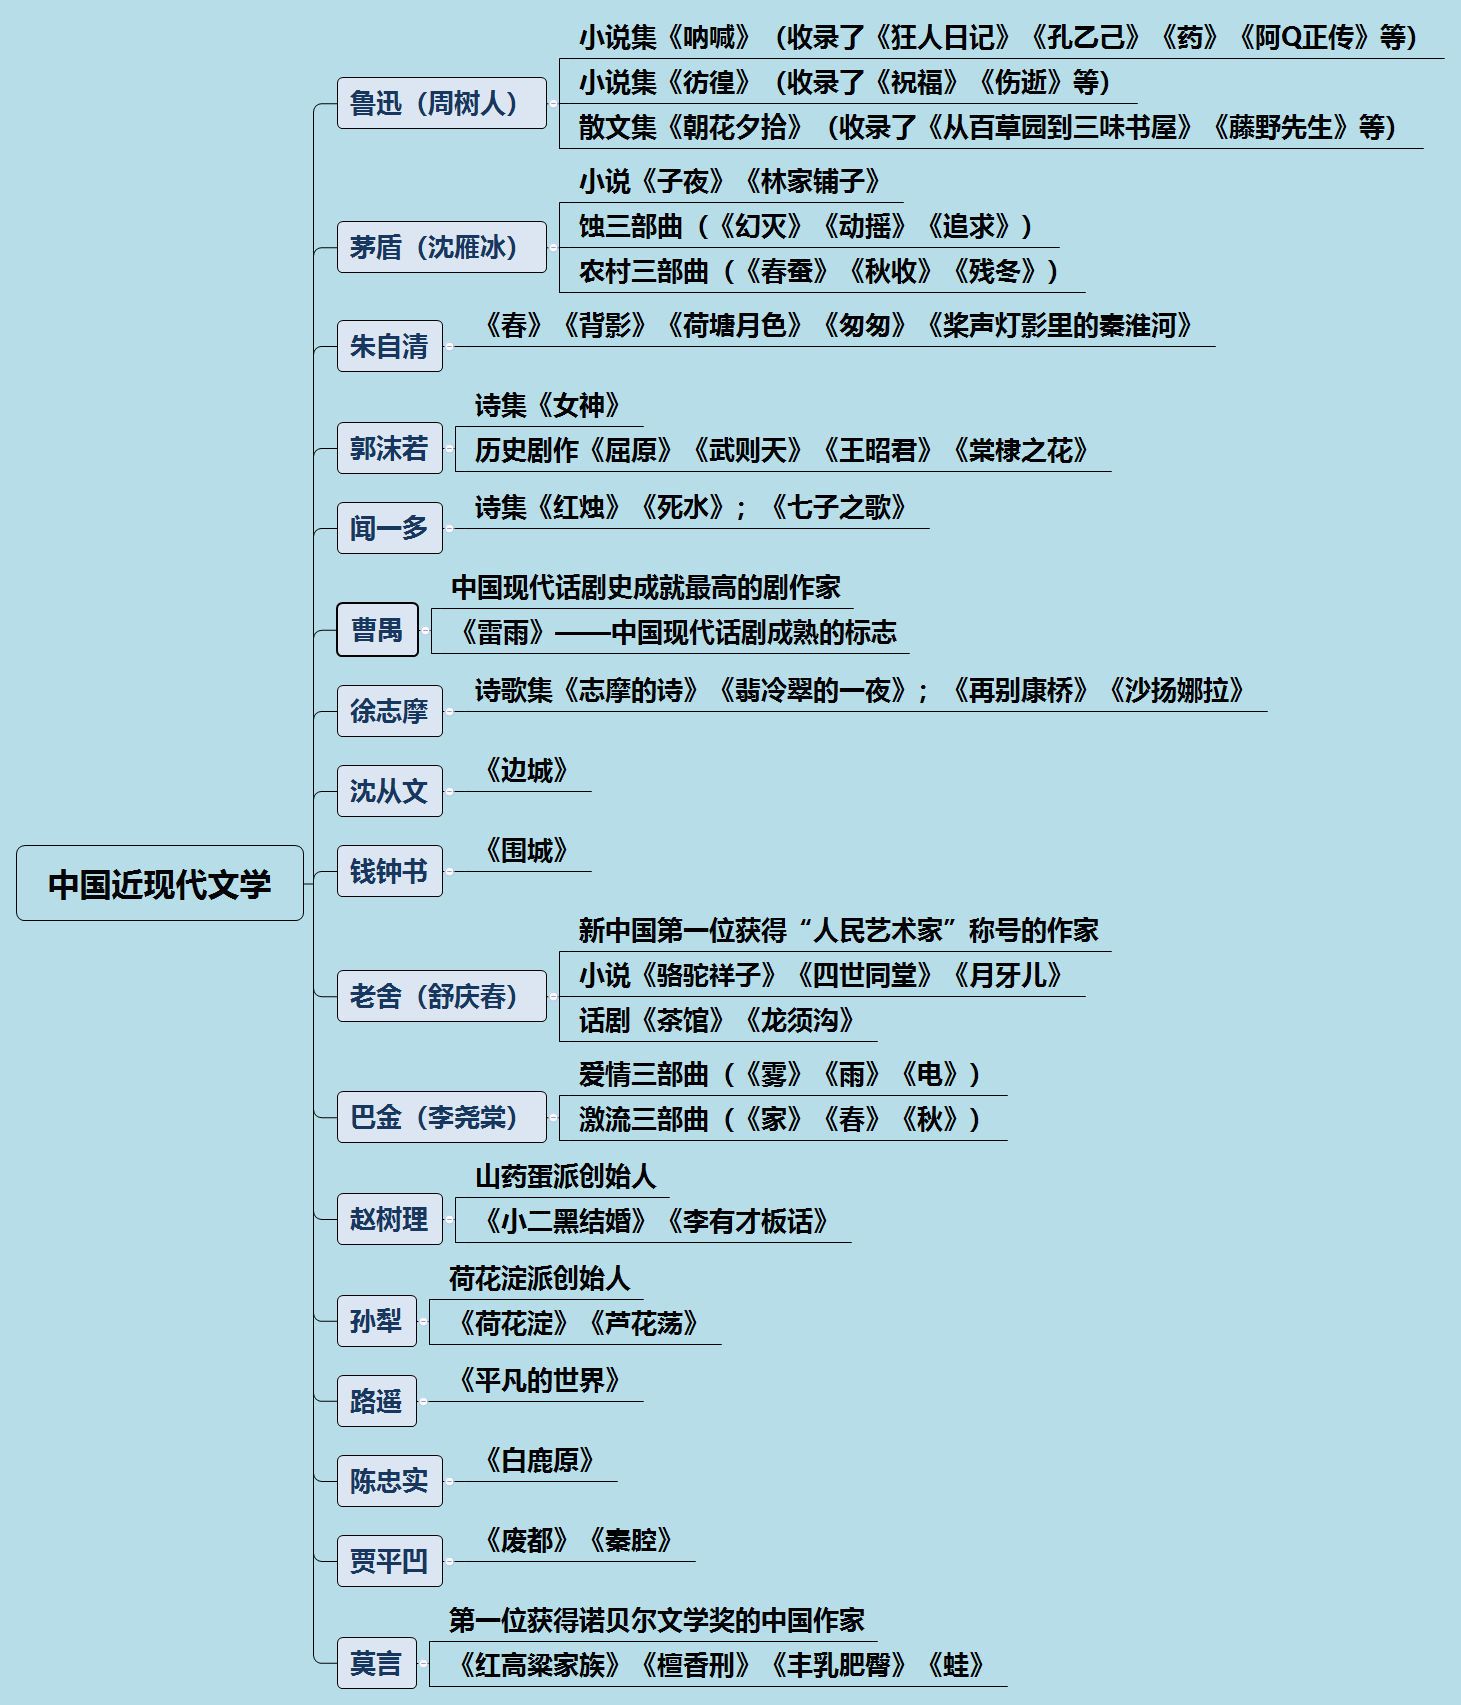 中国近现代文学
鲁迅（周树人）
小说集《呐喊》（收录了《狂人日记》《孔乙己》《药》《阿Q正传》等）
小说集《彷徨》（收录了《祝福》《伤逝》等）
散文集《朝花夕拾》（收录了《从百草园到三味书屋》《藤野先生》等）
茅盾（沈雁冰）
小说《子夜》《林家铺子》
蚀三部曲（《幻灭》《动摇》《追求》）
农村三部曲（《春蚕》《秋收》《残冬》）
朱自清
《春》《背影》《荷塘月色》《匆匆》《桨声灯影里的秦淮河》
郭沫若
诗集《女神》
历史剧作《屈原》《武则天》《王昭君》《棠棣之花》
闻一多
诗集《红烛》《死水》；《七子之歌》
曹禺
中国现代话剧史成就最高的剧作家
《雷雨》——中国现代话剧成熟的标志
徐志摩
诗歌集《志摩的诗》《翡冷翠的一夜》；《再别康桥》《沙扬娜拉》
沈从文
《边城》
钱钟书
《围城》
老舍（舒庆春）
新中国第一位获得“人民艺术家”称号的作家
小说《骆驼祥子》《四世同堂》《月牙儿》
话剧《茶馆》《龙须沟》
巴金（李尧棠）
爱情三部曲（《雾》《雨》《电》）
激流三部曲（《家》《春》《秋》）
赵树理
山药蛋派创始人
《小二黑结婚》《李有才板话》
孙犁
荷花淀派创始人
《荷花淀》《芦花荡》
路遥
《平凡的世界》
陈忠实
《白鹿原》
贾平凹
《废都》《秦腔》
莫言
第一位获得诺贝尔文学奖的中国作家
《红高粱家族》《檀香刑》《丰乳肥臀》《蛙》